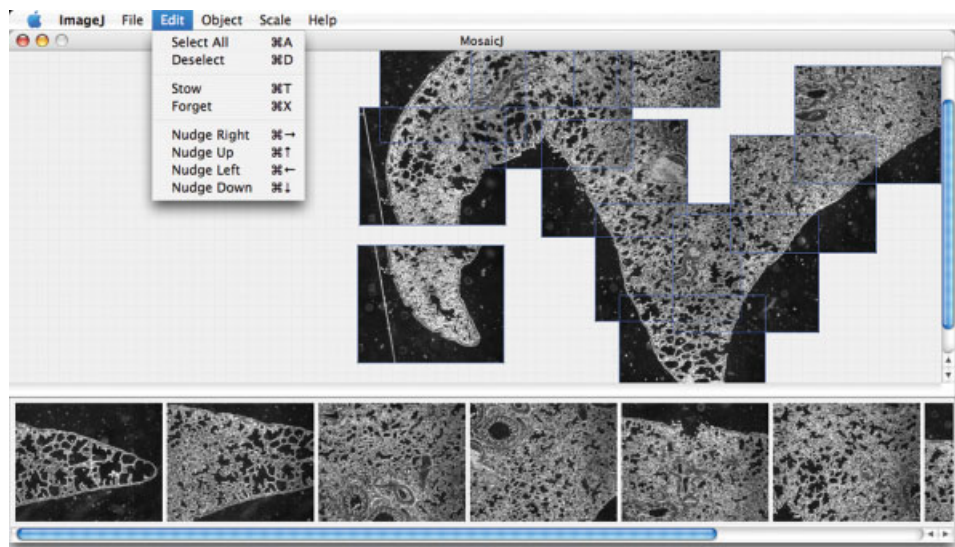 ImageJ File Edit Object Scale Help
MosaicJ
Select All ⌘A
Deselect ⌘D
Stow ⌘T
Forget ⌘X
Nudge Right ⌘→
Nudge Up ⌘↑
Nudge Left ⌘←
Nudge Down ⌘↓